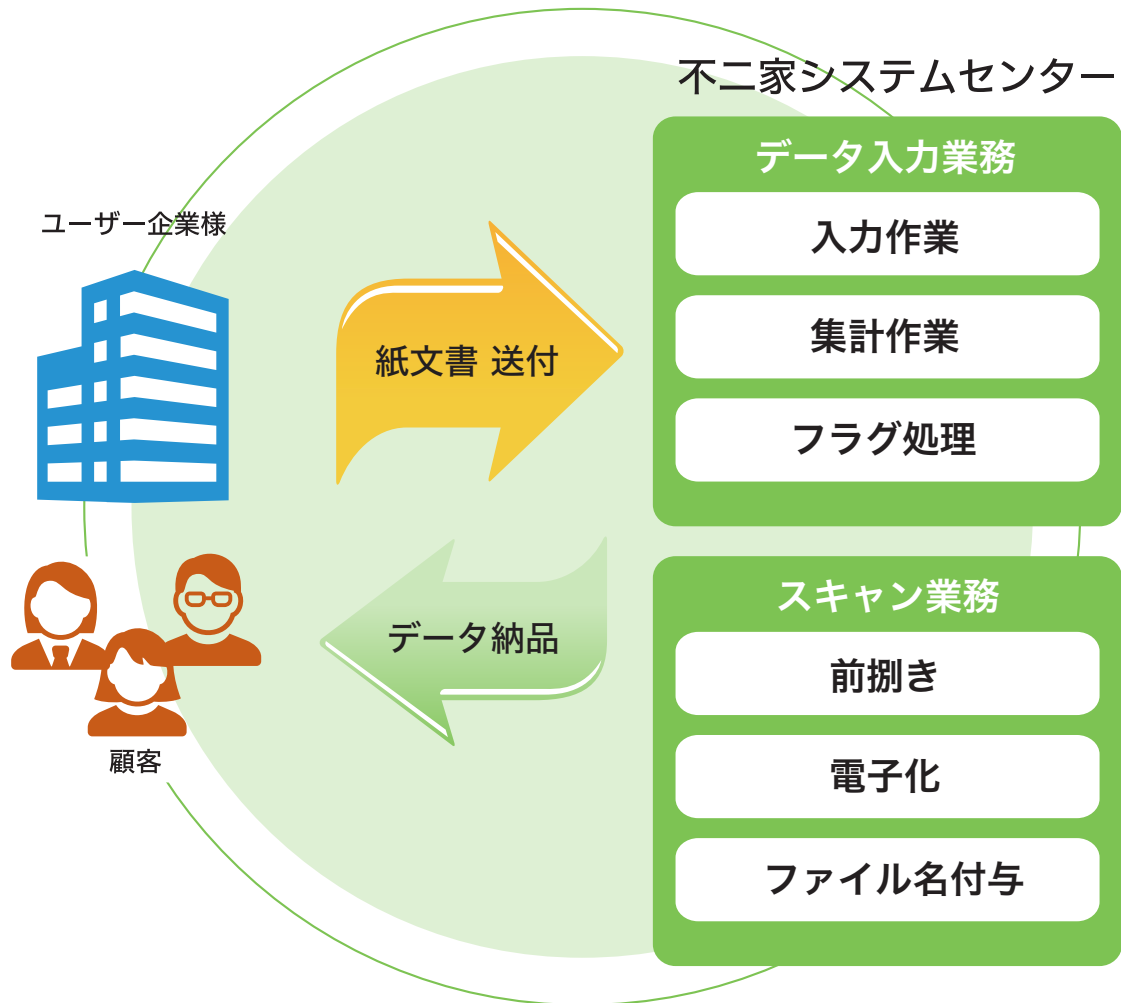 不二家システムセンター
データ入力業務
入力作業
集計作業
フラグ処理
ユーザー企業様
紙文書 送付
データ納品
顧客
スキャン業務
前捌き
電子化
ファイル名付与